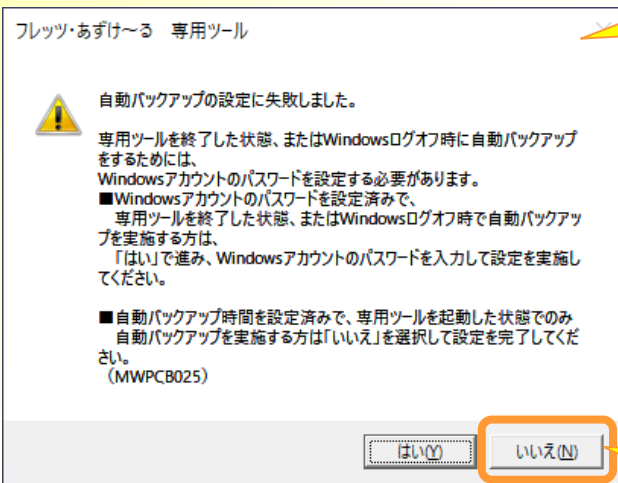 フレッツ・あずけ～る　専用ツール
自動バックアップの設定に失敗しました。
専用ツールを終了した状態、またはWindowsログオフ時に自動バックアップ
をするためには、
Windowsアカウントのパスワードを設定する必要があります。
■Windowsアカウントのパスワードを設定済みで、
　専用ツールを終了した状態、またはWindowsログオフ時で自動バックアッ
プを実施する方は、
　「はい」で進み、Windowsアカウントのパスワードを入力して設定を実施し
てください。
■自動バックアップ時間を設定済みで、専用ツールを起動した状態でのみ
　自動バックアップを実施する方は「いいえ」を選択して設定を完了してくだ
さい。
（MWPCB025）
はい(Y)
いいえ(N)